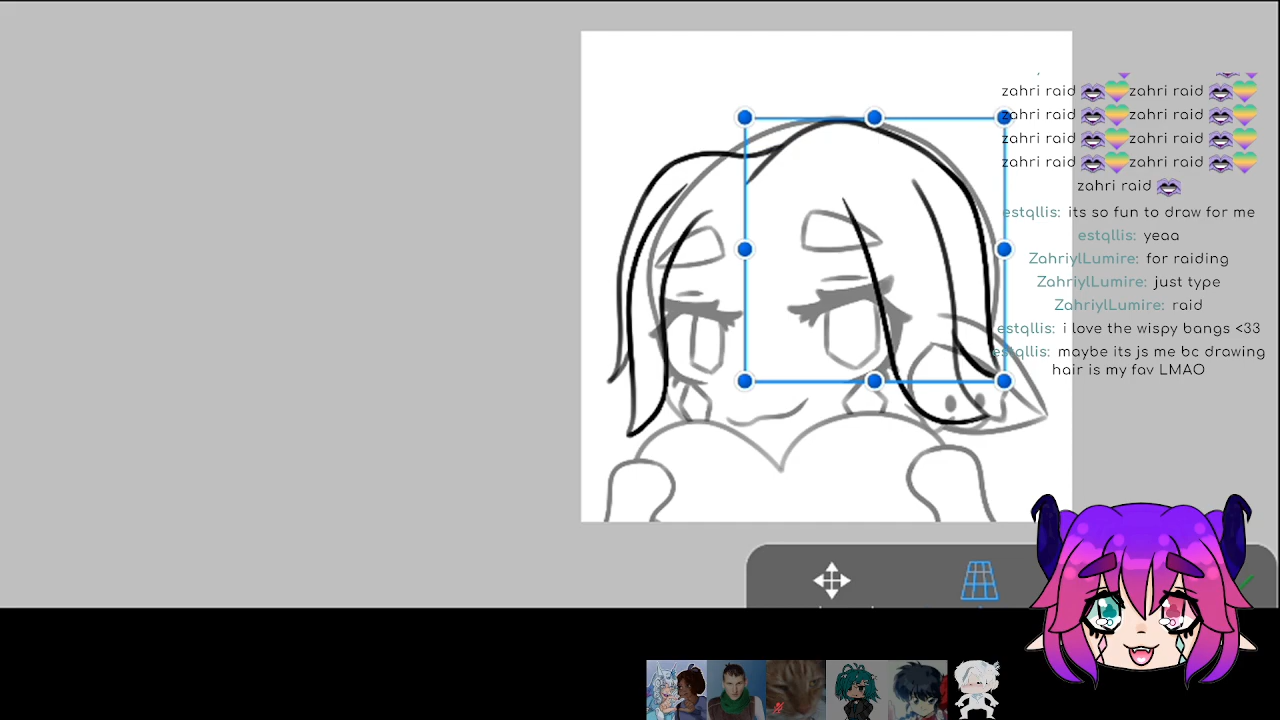 zahri raid zahri raid
zahri raid zahri raid
zahri raid zahri raid
zahri raid zahri raid
zahri raid
estqllis: its so fun to draw for me
estqllis: yeaa
ZahriylLumire: for raiding
ZahriylLumire: just type
ZahriylLumire: raid
estqllis: i love the wispy bangs <33
estqllis: maybe its js me bc drawing
hair is my fav LMAO